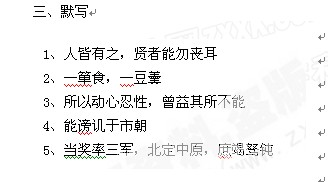 三、默写
1、人皆有之，贤者能勿丧耳
2、一箪食，一豆羹
3、所以动心忍性，曾益其所不能
4、能谤讥于市朝
5、当奖率三军，北定中原，庶竭驽钝